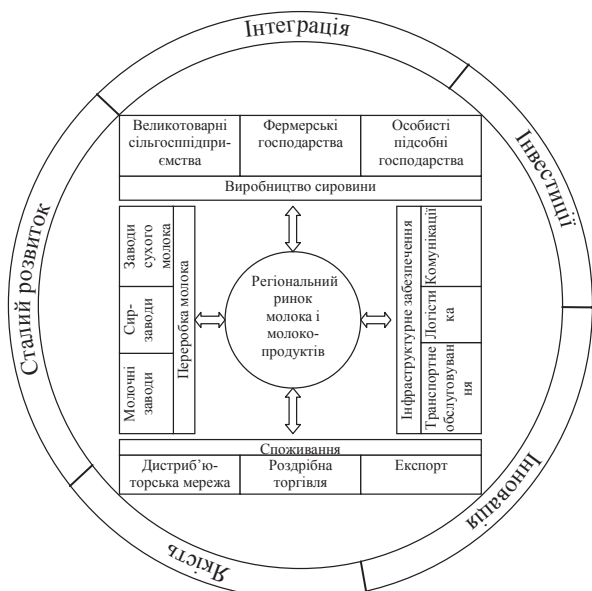 Інтеграція
Інвестиції
Інновація
Якість
Сталий розвиток
Великотоварні
сільгосппідпри-
ємства
Фермерські
господарства
Особисті
підсобні
господарства
Виробництво сировини
Заводи
сухого
молока
Сир-
заводи
Молочні
заводи
Переробка молока
Регіональний
ринок
молока і
молоко-
продуктів
Інфраструктурне забезпечення
Комунікації
Логісти
ка
Транспортне
обслуговуван
ня
Споживання
Дистриб’ю-
торська мережа
Роздрібна
торгівля
Експорт